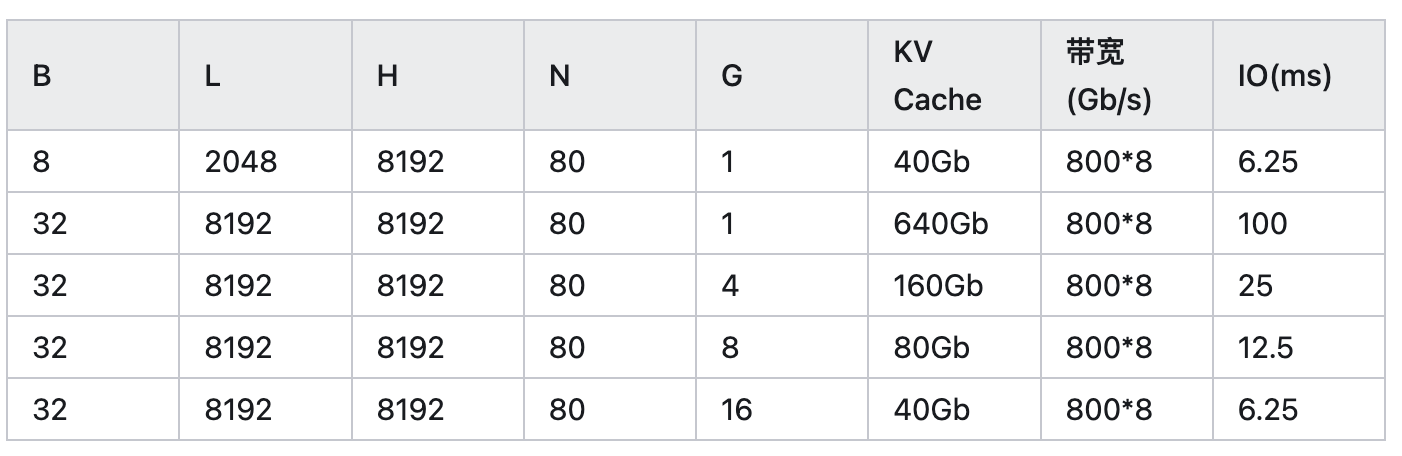 B L H N G KV Cache 带宽 (Gb/s) IO(ms)
8 2048 8192 80 1 40Gb 800*8 6.25
32 8192 8192 80 1 640Gb 800*8 100
32 8192 8192 80 4 160Gb 800*8 25
32 8192 8192 80 8 80Gb 800*8 12.5
32 8192 8192 80 16 40Gb 800*8 6.25